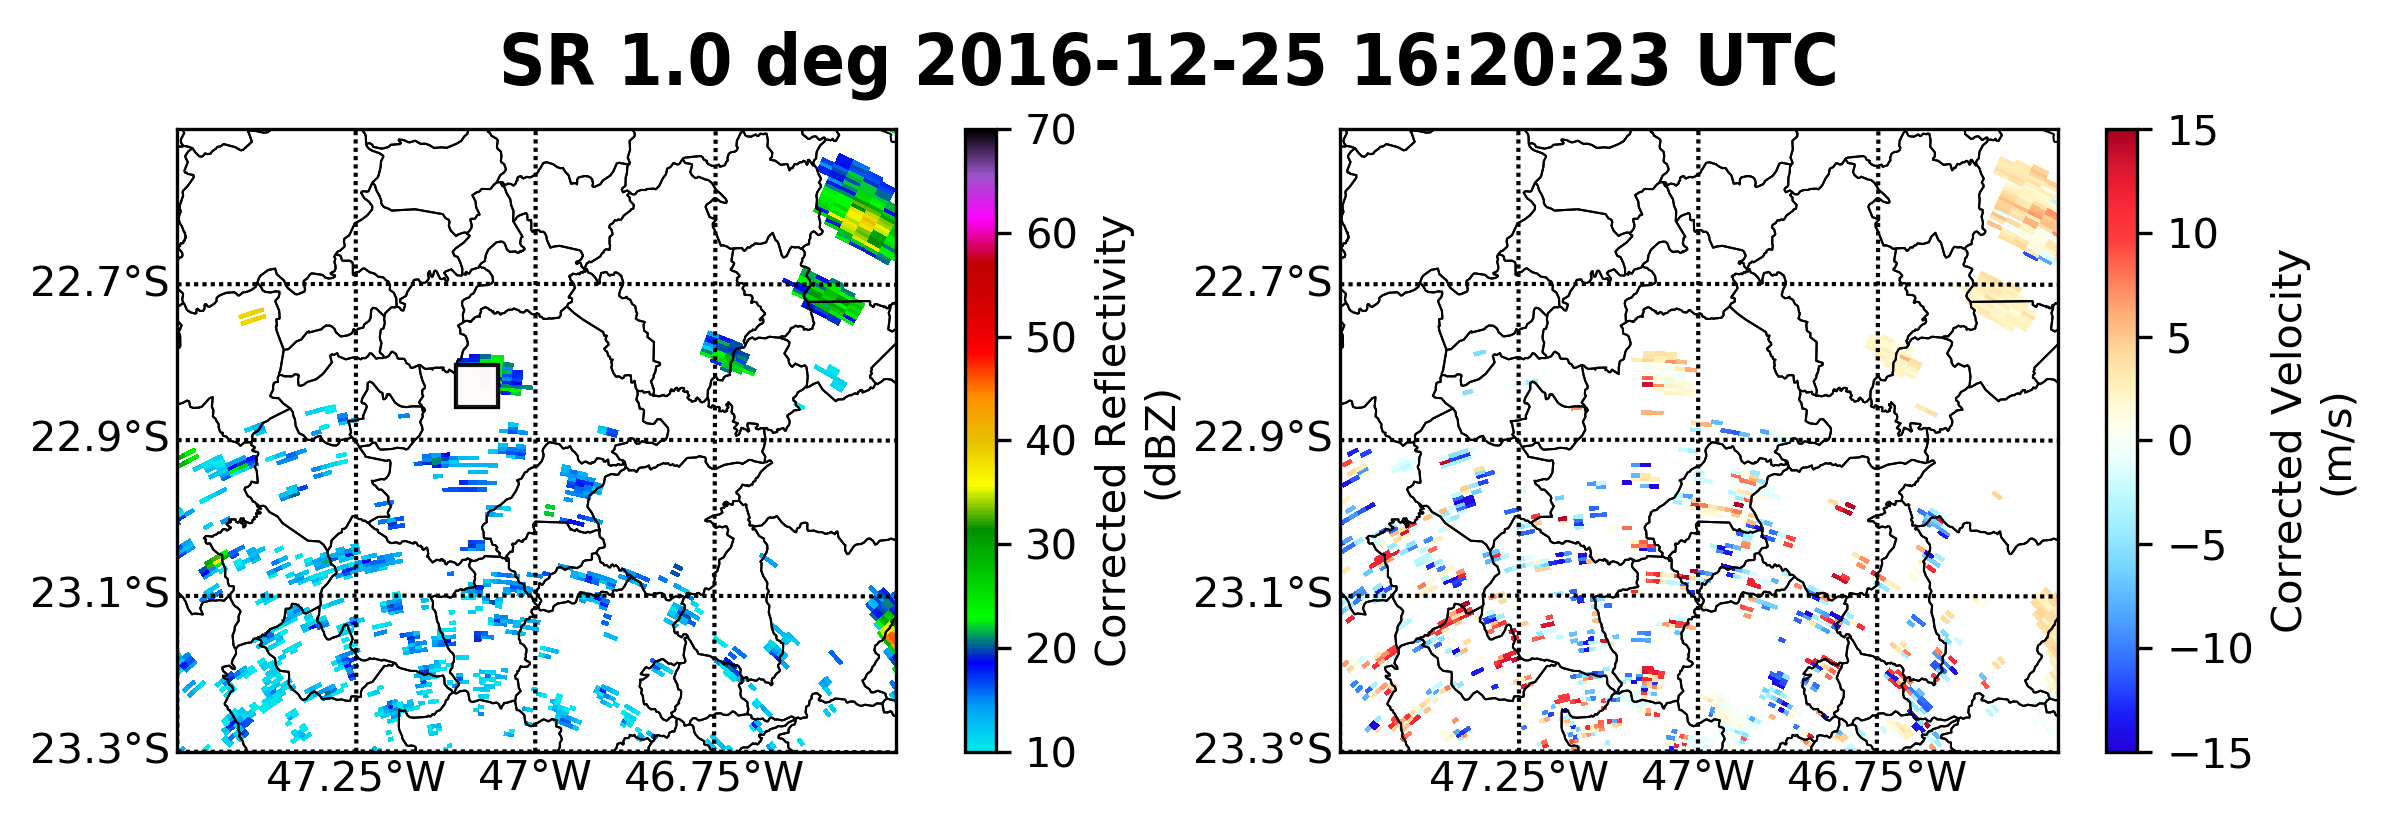 SR 1.0 deg 2016-12-25 16:20:23 UTC
22.7°S
22.9°S
23.1°S
23.3°S
47.25°W
47°W
46.75°W
70
60
50
40
30
20
10
Corrected Reflectivity
(dBZ)
22.7°S
22.9°S
23.1°S
23.3°S
47.25°W
47°W
46.75°W
15
10
5
0
−5
−10
−15
Corrected Velocity
(m/s)